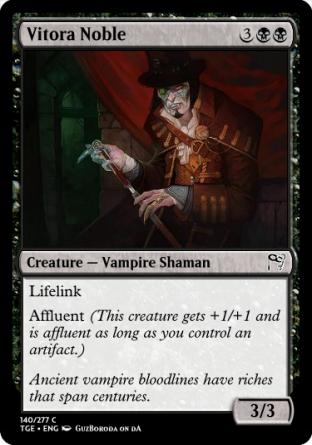 Vitora Noble 3
Creature — Vampire Shaman
Lifelink
Affluent (This creature gets +1/+1 and
is affluent as long as you control an
artifact.)
Ancient vampire bloodlines have riches
that span centuries.
3/3
140/277 C
TGE • ENG GuzBoroda on dA